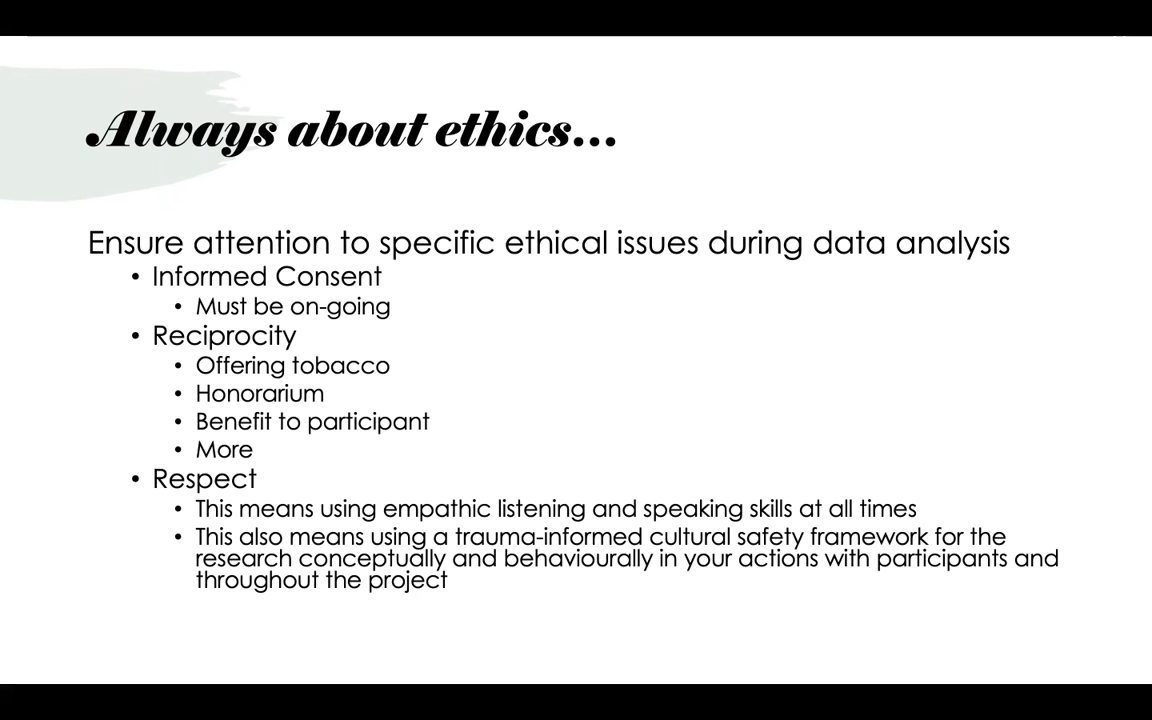 Always about ethics...
Ensure attention to specific ethical issues during data analysis
• Informed Consent
• Must be on-going
• Reciprocity
• Offering tobacco
• Honorarium
• Benefit to participant
• More
• Respect
• This means using empathic listening and speaking skills at all times
• This also means using a trauma-informed cultural safety framework for the
research conceptually and behaviourally in your actions with participants and
throughout the project